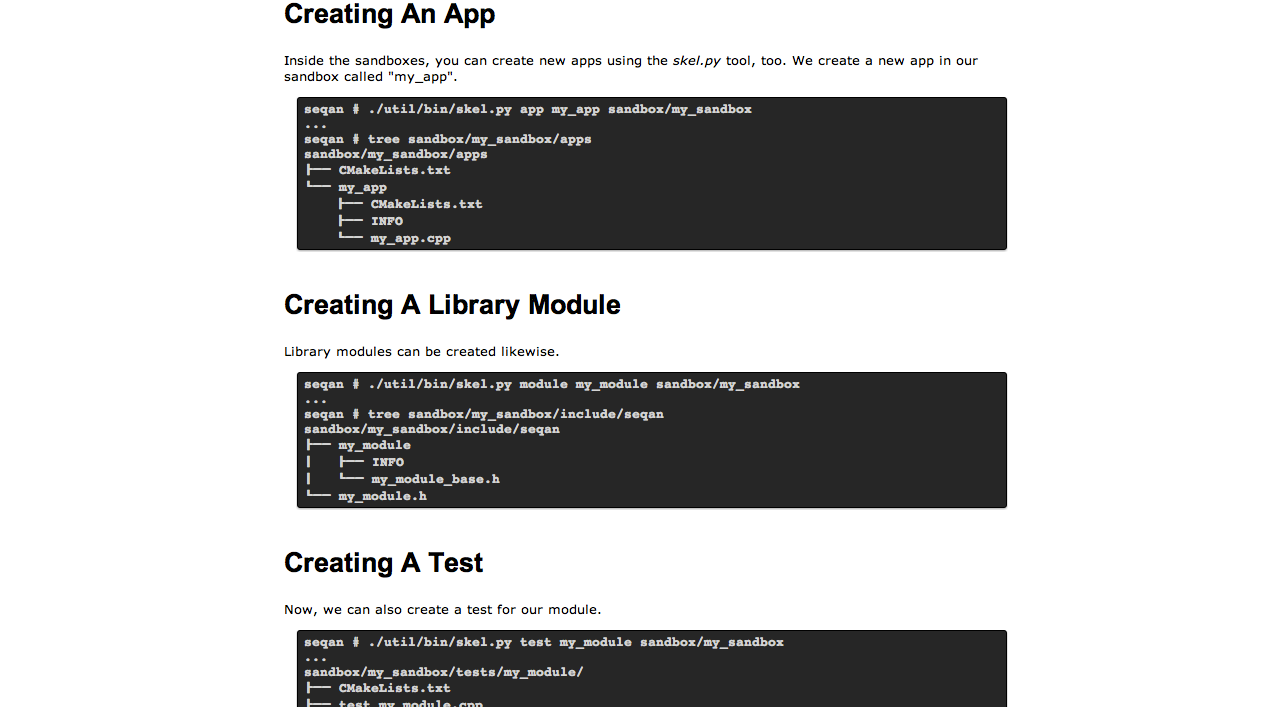 Creating An App
Inside the sandboxes, you can create new apps using the skel.py tool, too. We create a new app in our
sandbox called "my_app".
seqan # ./util/bin/skel.py app my_app sandbox/my_sandbox
...
seqan # tree sandbox/my_sandbox/apps
sandbox/my_sandbox/apps
├── CMakeLists.txt
└── my_app
    ├── CMakeLists.txt
    ├── INFO
    └── my_app.cpp
Creating A Library Module
Library modules can be created likewise.
seqan # ./util/bin/skel.py module my_module sandbox/my_sandbox
...
seqan # tree sandbox/my_sandbox/include/seqan
sandbox/my_sandbox/include/seqan
├── my_module
│   ├── INFO
│   └── my_module_base.h
└── my_module.h
Creating A Test
Now, we can also create a test for our module.
seqan # ./util/bin/skel.py test my_module sandbox/my_sandbox
...
sandbox/my_sandbox/tests/my_module/
├── CMakeLists.txt
├── test_my_module.cpp